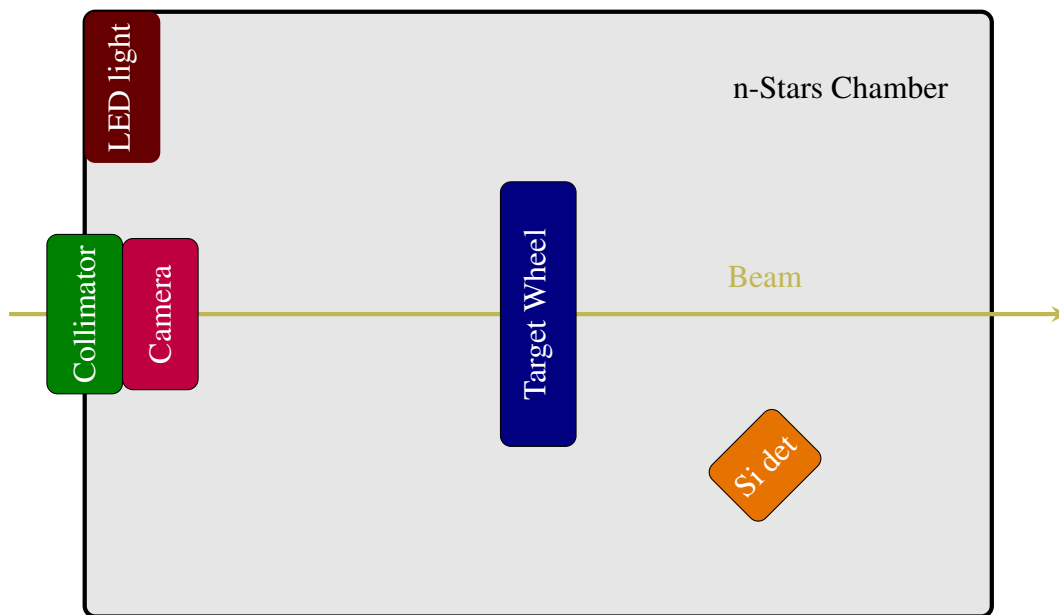 LED light
n-Stars Chamber
Collimator
Camera
Target Wheel
Beam
Si det